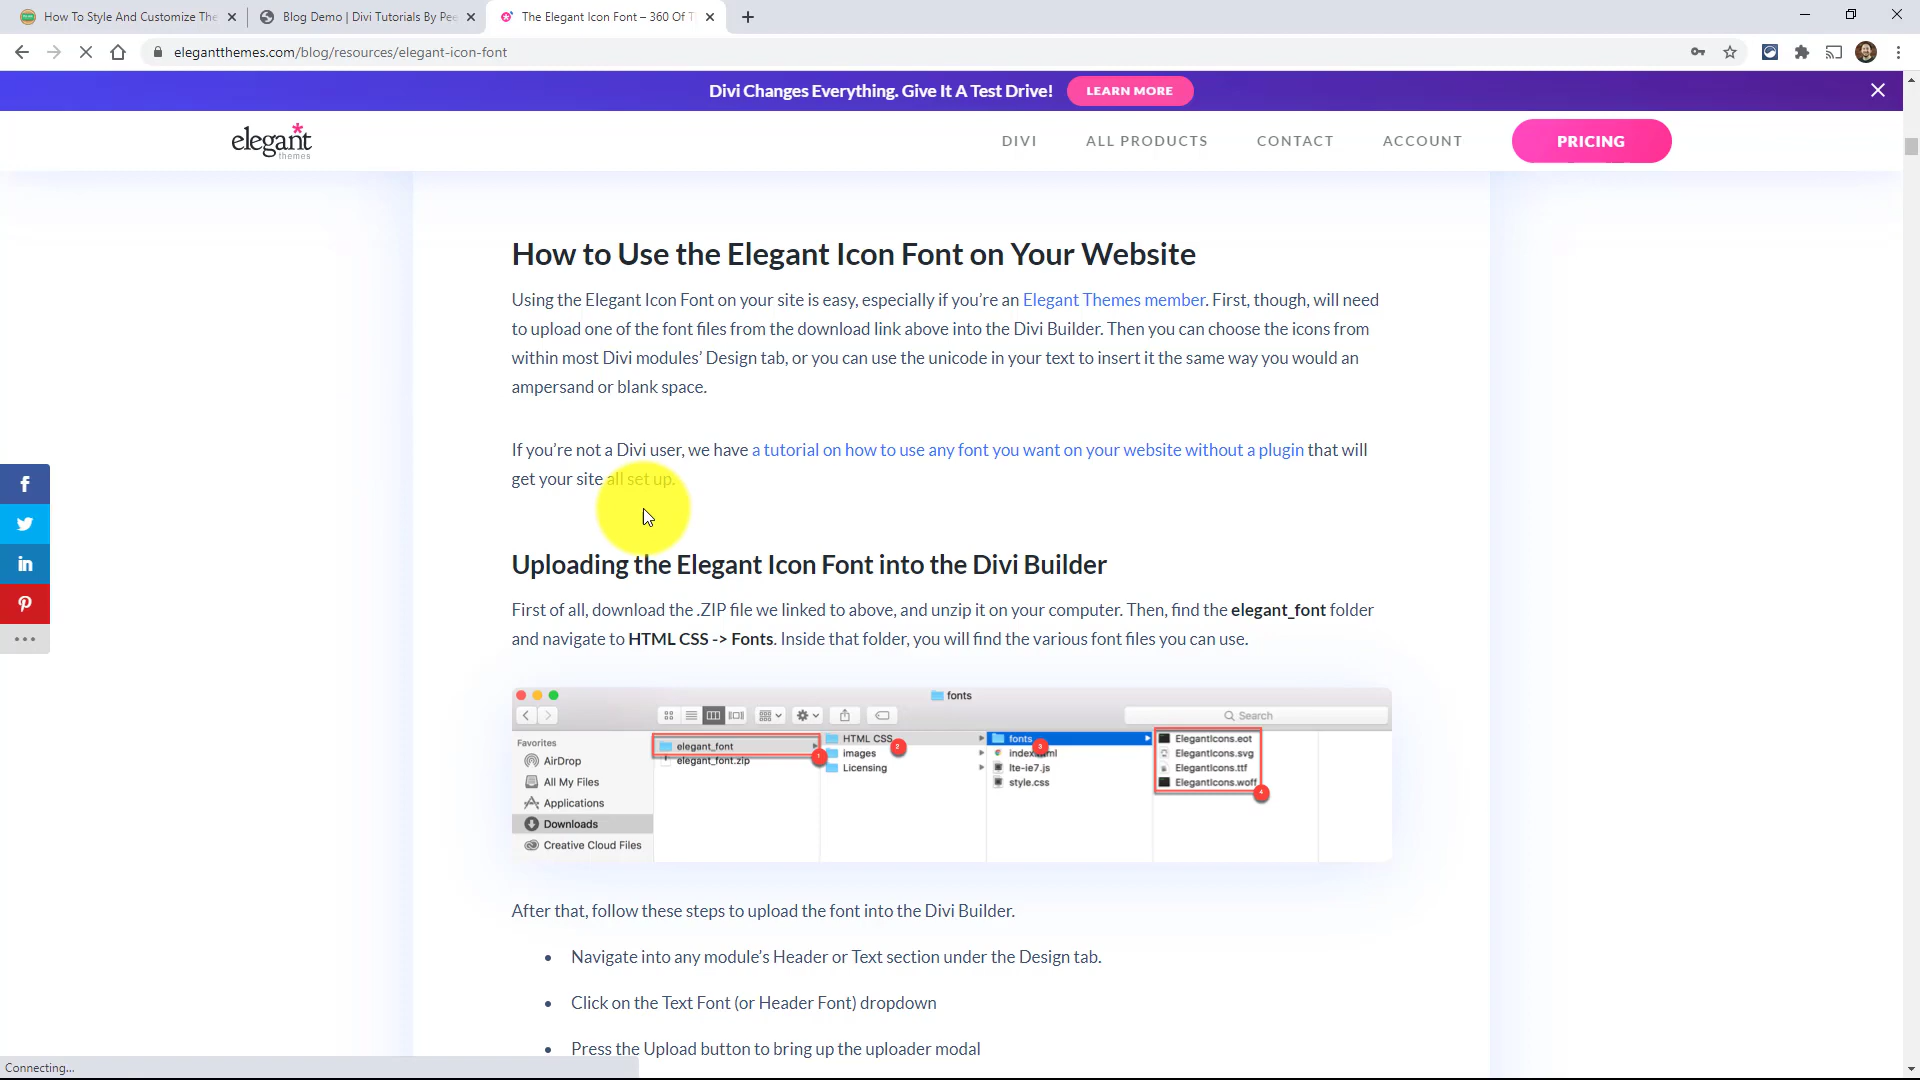 How To Style And Customize The
Blog Demo | Divi Tutorials By Pee
The Elegant Icon Font – 360 Of T
elegantthemes.com/blog/resources/elegant-icon-font
Divi Changes Everything. Give It A Test Drive!
LEARN MORE
elegant
themes
DIVI
ALL PRODUCTS
CONTACT
ACCOUNT
PRICING
How to Use the Elegant Icon Font on Your Website
Using the Elegant Icon Font on your site is easy, especially if you’re an Elegant Themes member. First, though, will need
to upload one of the font files from the download link above into the Divi Builder. Then you can choose the icons from
within most Divi modules’ Design tab, or you can use the unicode in your text to insert it the same way you would an
ampersand or blank space.
If you’re not a Divi user, we have a tutorial on how to use any font you want on your website without a plugin that will
get your site all set up.
Uploading the Elegant Icon Font into the Divi Builder
First of all, download the .ZIP file we linked to above, and unzip it on your computer. Then, find the elegant_font folder
and navigate to HTML CSS -> Fonts. Inside that folder, you will find the various font files you can use.
fonts
Search
Favorites
AirDrop
All My Files
Applications
Downloads
Creative Cloud Files
elegant_font
elegant_font.zip
1
HTML CSS
images
Licensing
2
fonts
lte-ie7.js
style.css
3
ElegantIcons.eot
ElegantIcons.svg
ElegantIcons.ttf
ElegantIcons.woff
4
After that, follow these steps to upload the font into the Divi Builder.
• Navigate into any module’s Header or Text section under the Design tab.
• Click on the Text Font (or Header Font) dropdown
• Press the Upload button to bring up the uploader modal
Connecting...